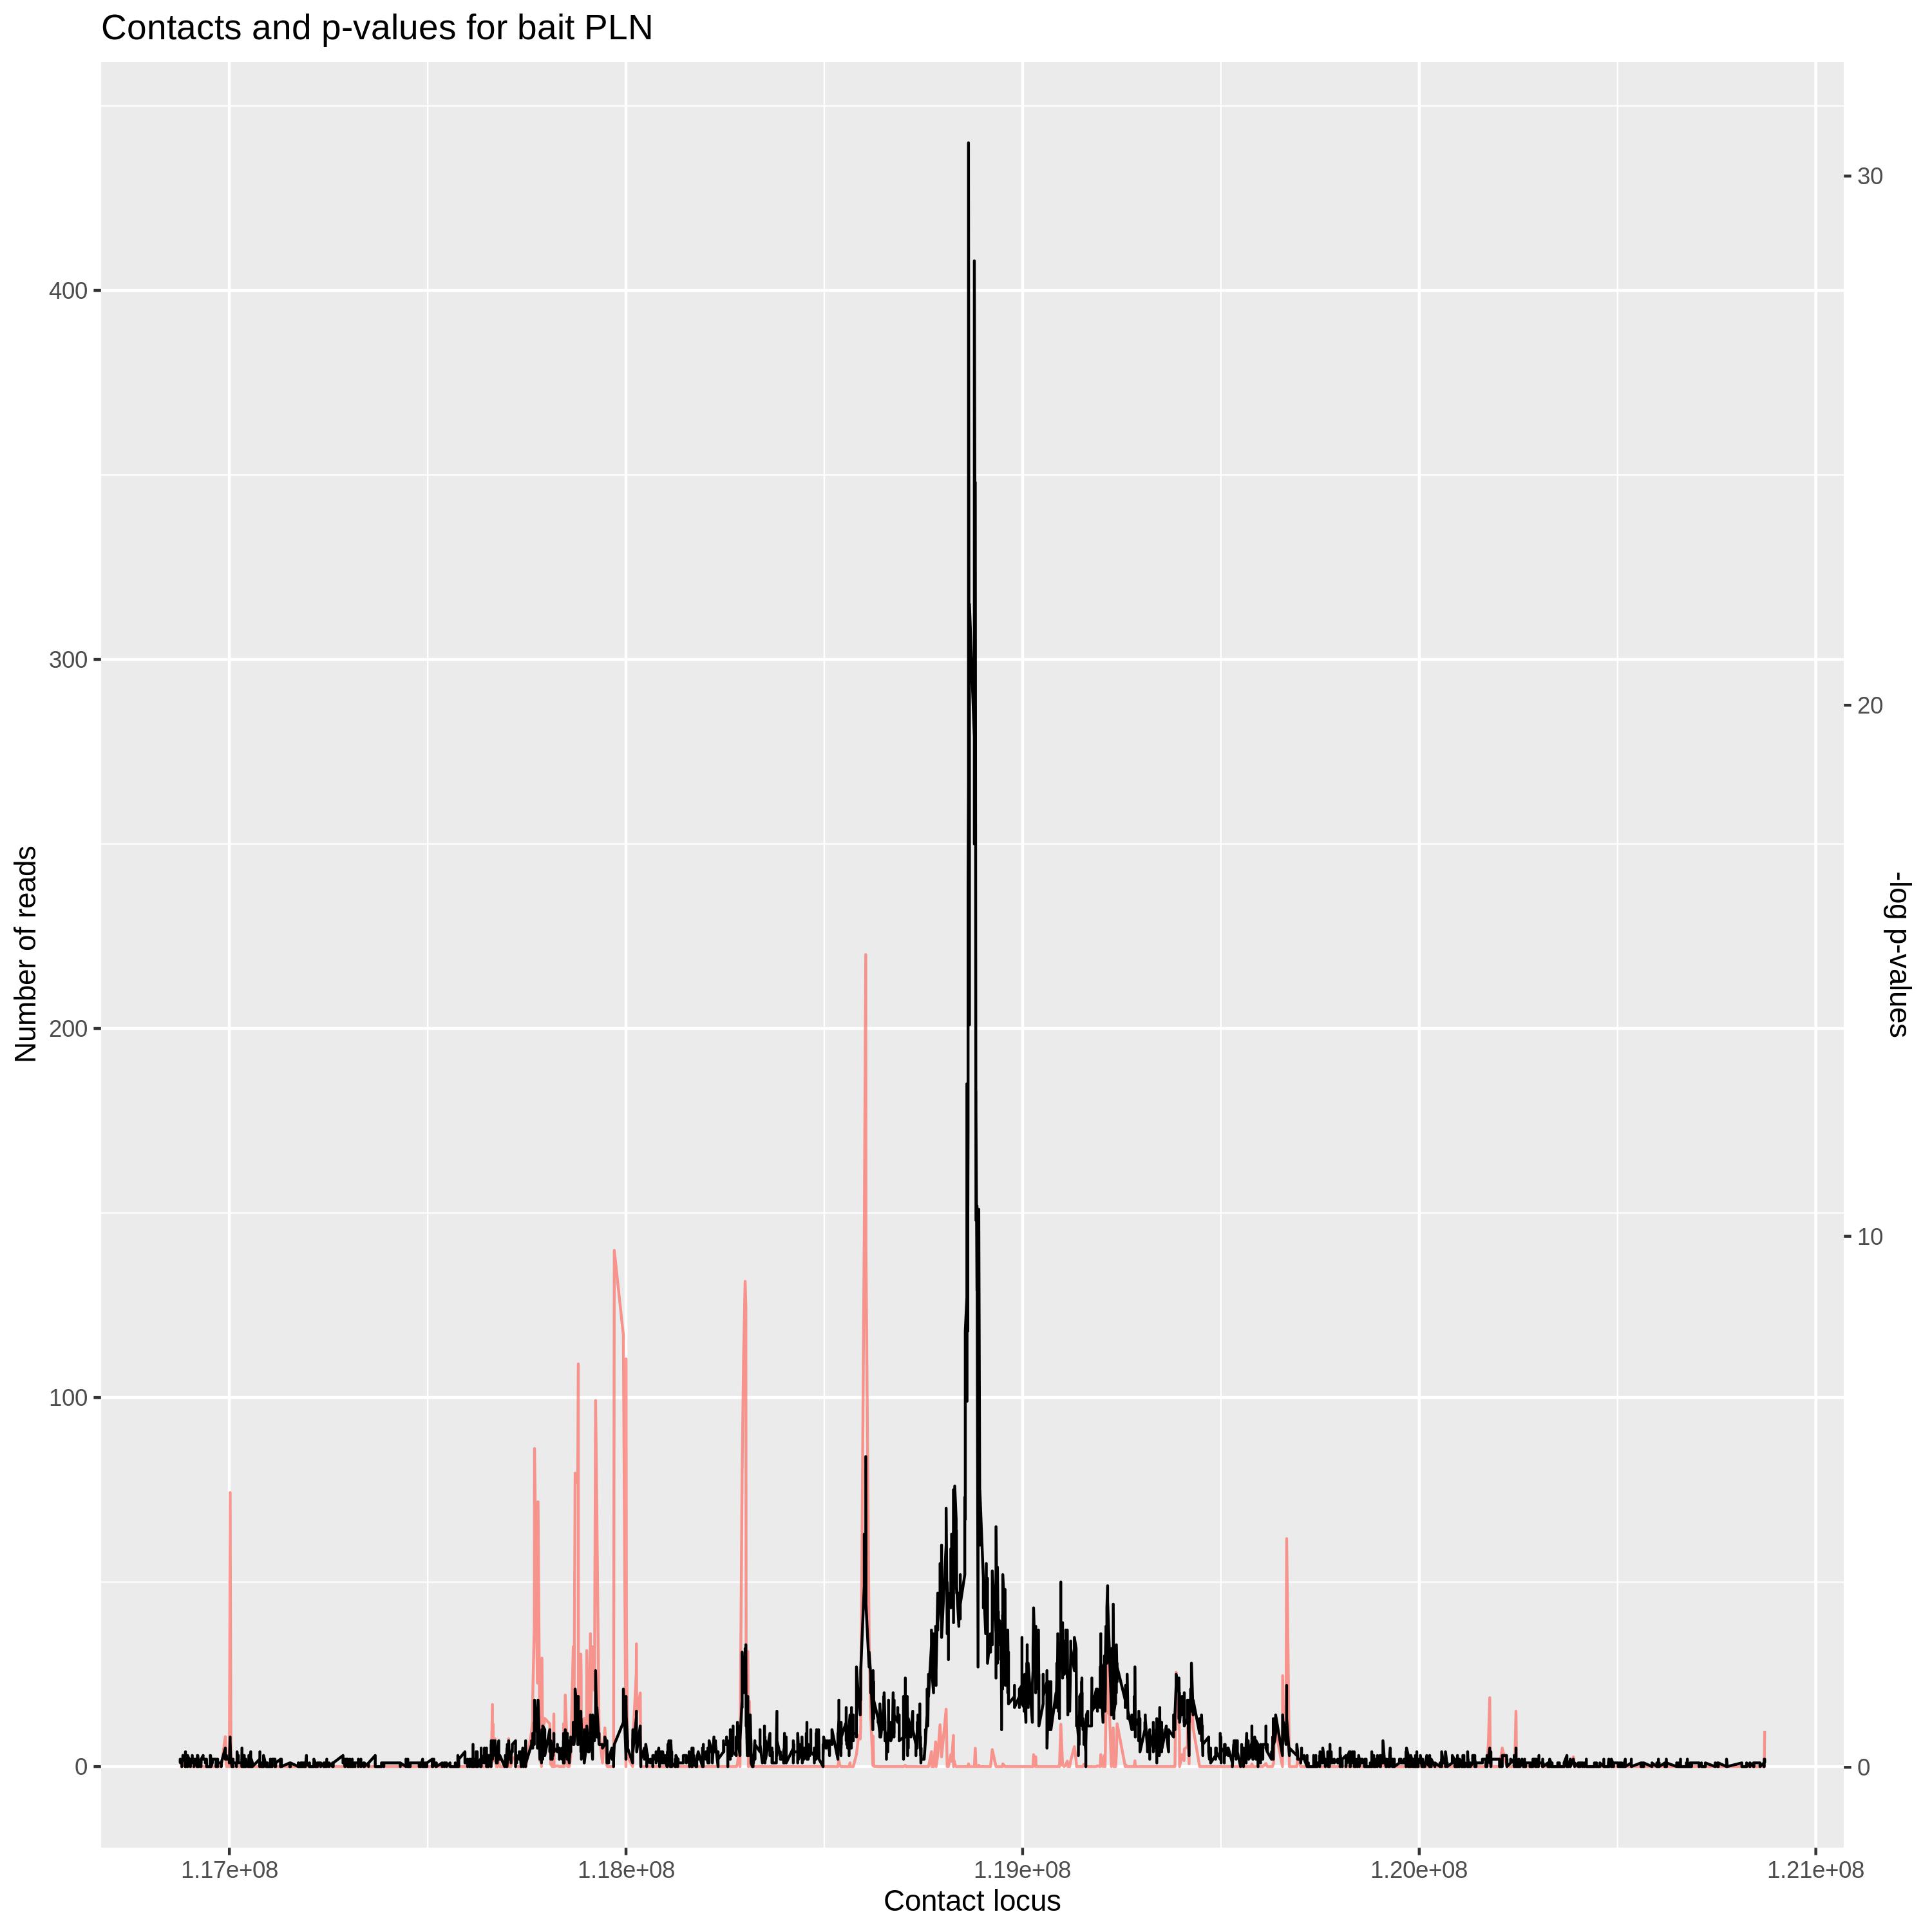 Contacts and p-values for bait PLN
400
300
200
100
0
Number of reads
30
20
10
0
-log p-values
1.17e+08
1.18e+08
1.19e+08
1.20e+08
1.21e+08
Contact locus